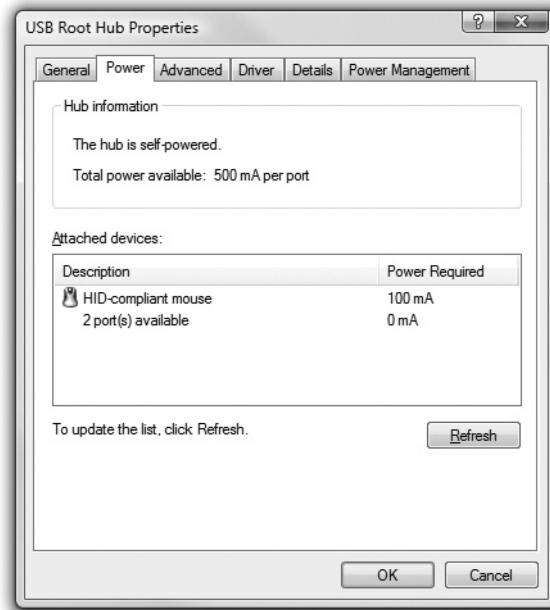 USB Root Hub Properties
General Power Advanced Driver Details Power Management
Hub information
The hub is self-powered.
Total power available: 500 mA per port
Attached devices:
Description Power Required
HID-compliant mouse 100 mA
2 port(s) available 0 mA
To update the list, click Refresh.
Refresh
OK Cancel